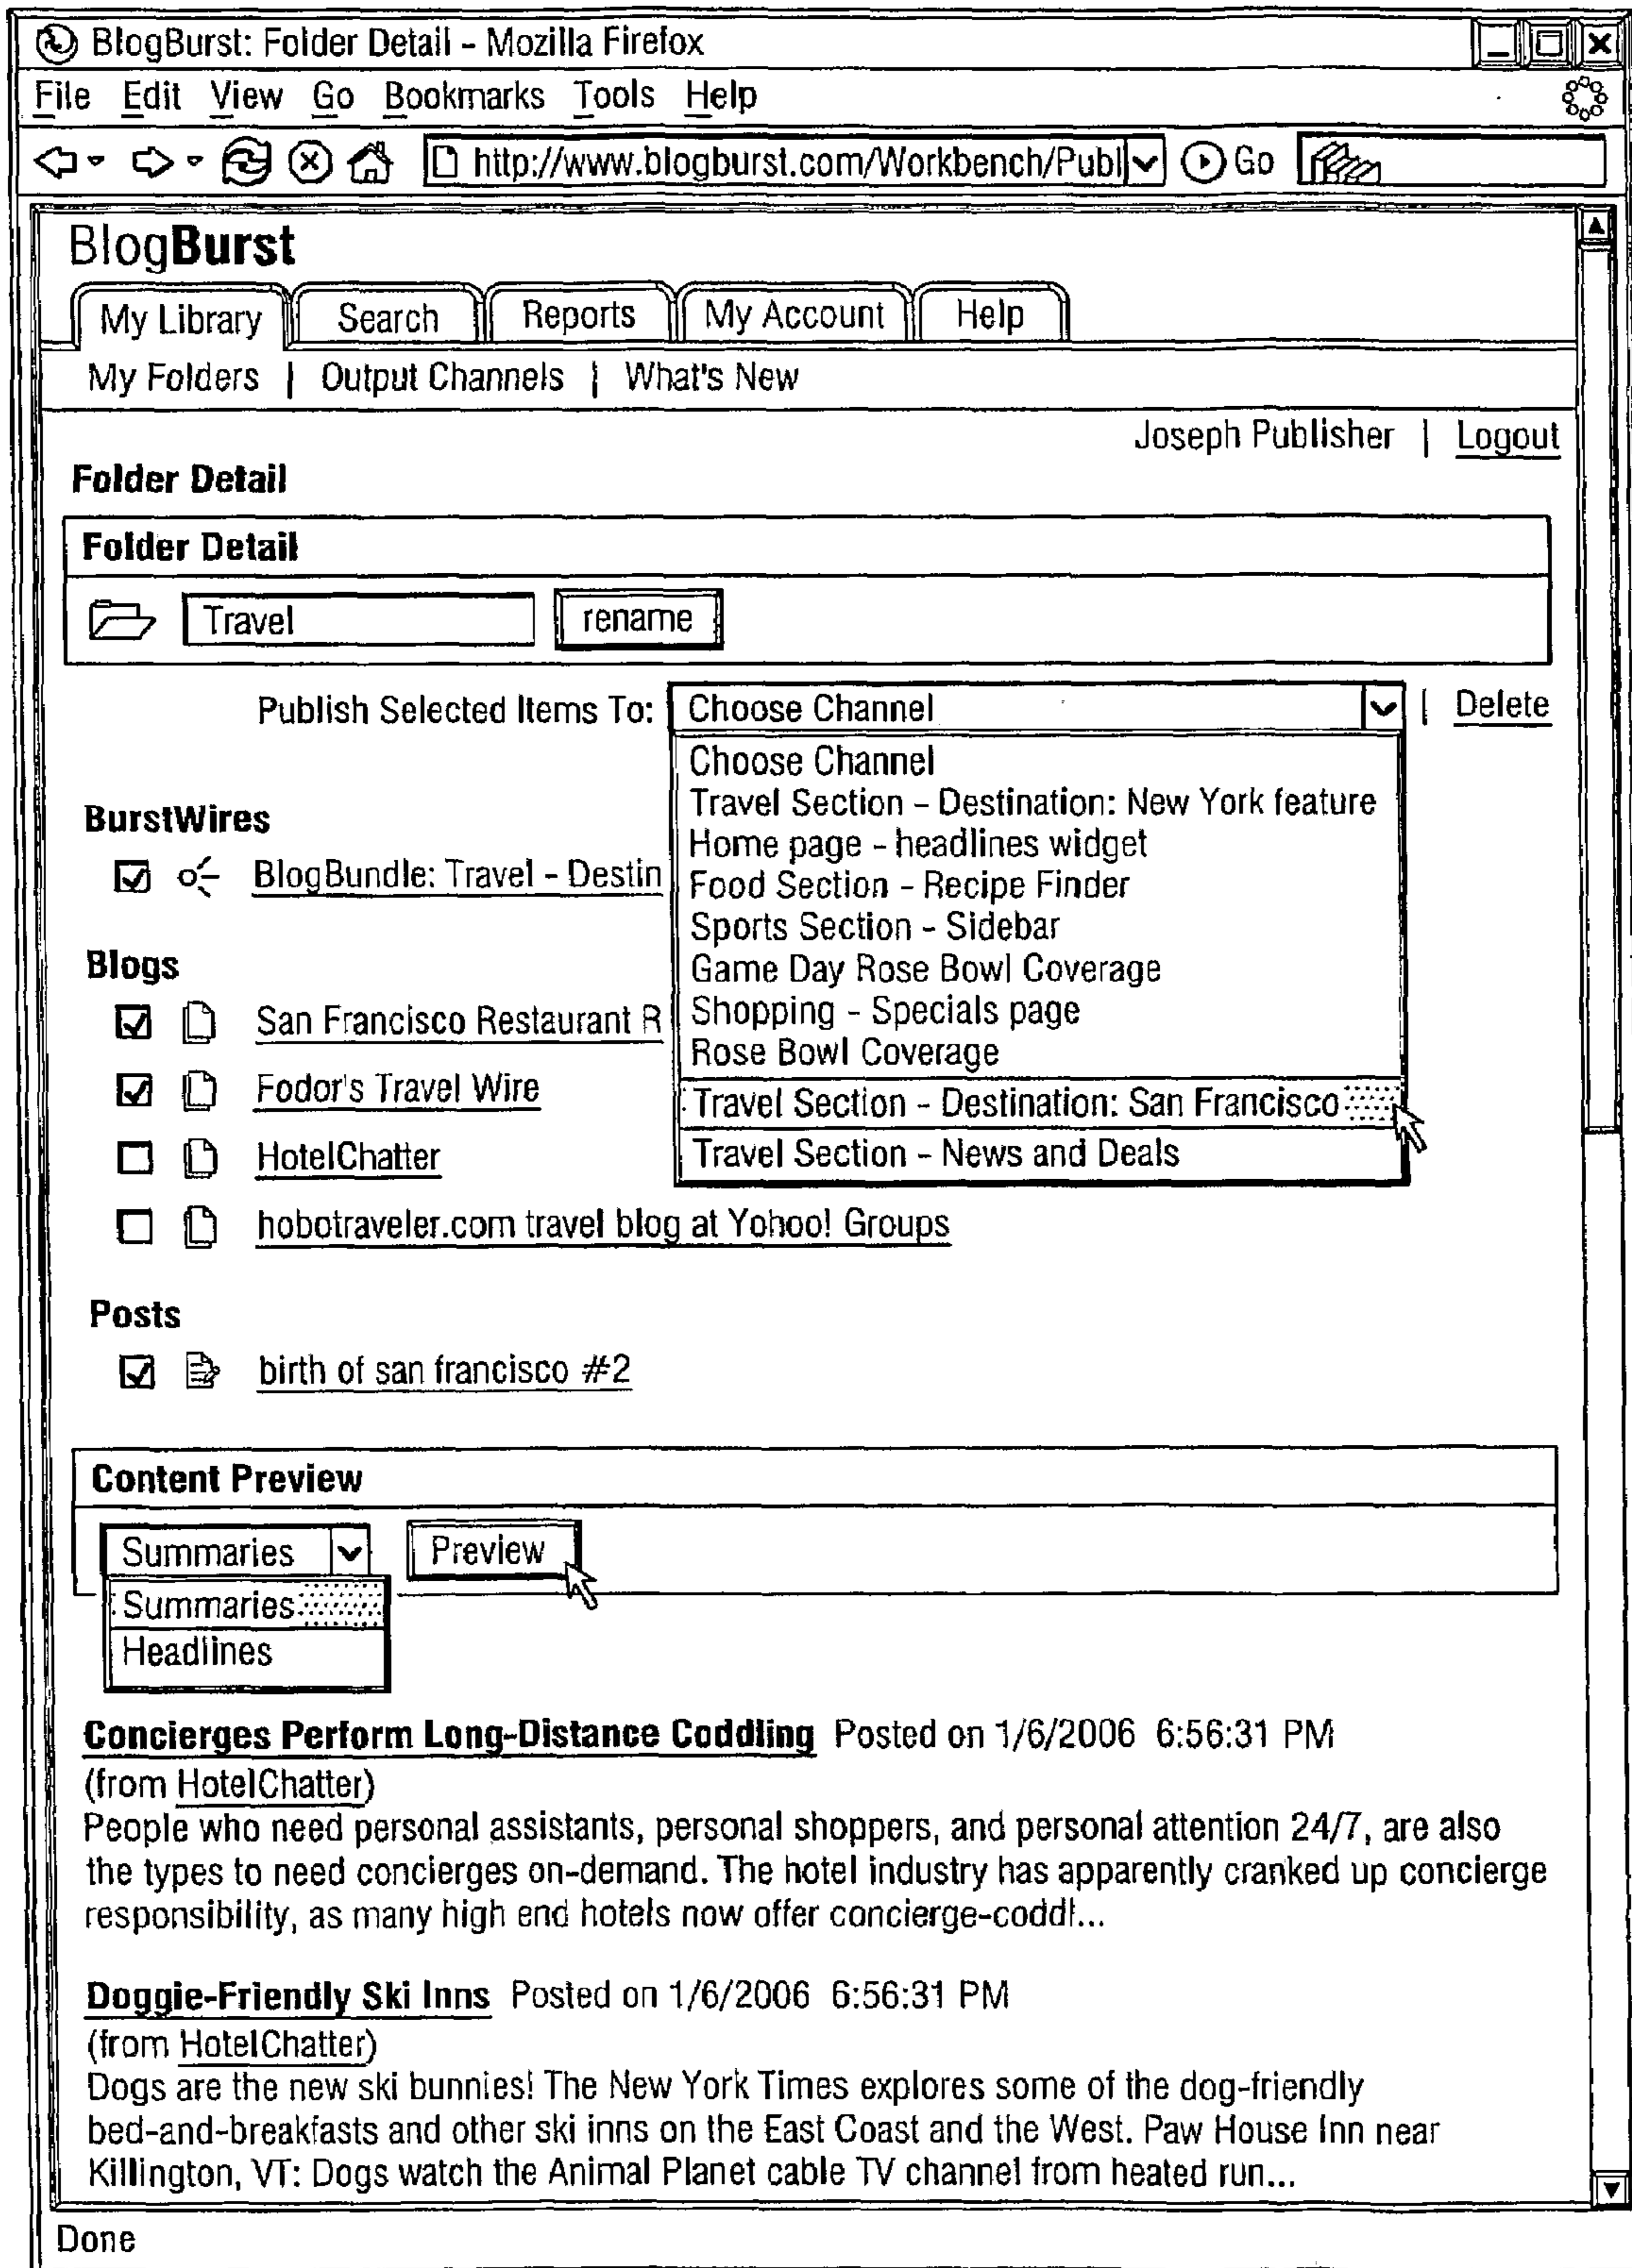 BlogBurst: Folder Detail - Mozilla Firefox
File Edit View Go Bookmarks Tools Help
http://www.blogburst.com/Workbench/Publ Go
BlogBurst
My Library Search Reports My Account Help
My Folders | Output Channels | What's New
Joseph Publisher | Logout
Folder Detail
Folder Detail
Travel rename
Publish Selected Items To: Choose Channel | Delete
Choose Channel
Travel Section - Destination: New York feature
Home page - headlines widget
Food Section - Recipe Finder
Sports Section - Sidebar
Game Day Rose Bowl Coverage
Shopping - Specials page
Rose Bowl Coverage
Travel Section - Destination: San Francisco
Travel Section - News and Deals
BurstWires
BlogBundle: Travel - Destin
Blogs
San Francisco Restaurant R
Fodor's Travel Wire
HotelChatter
hobotraveler.com travel blog at Yohoo! Groups
Posts
birth of san francisco #2
Content Preview
Summaries Preview
Summaries
Headlines
Concierges Perform Long-Distance Coddling Posted on 1/6/2006 6:56:31 PM
(from HotelChatter)
People who need personal assistants, personal shoppers, and personal attention 24/7, are also
the types to need concierges on-demand. The hotel industry has apparently cranked up concierge
responsibility, as many high end hotels now offer concierge-coddl...
Doggie-Friendly Ski Inns Posted on 1/6/2006 6:56:31 PM
(from HotelChatter)
Dogs are the new ski bunnies! The New York Times explores some of the dog-friendly
bed-and-breakfasts and other ski inns on the East Coast and the West. Paw House Inn near
Killington, VT: Dogs watch the Animal Planet cable TV channel from heated run...
Done